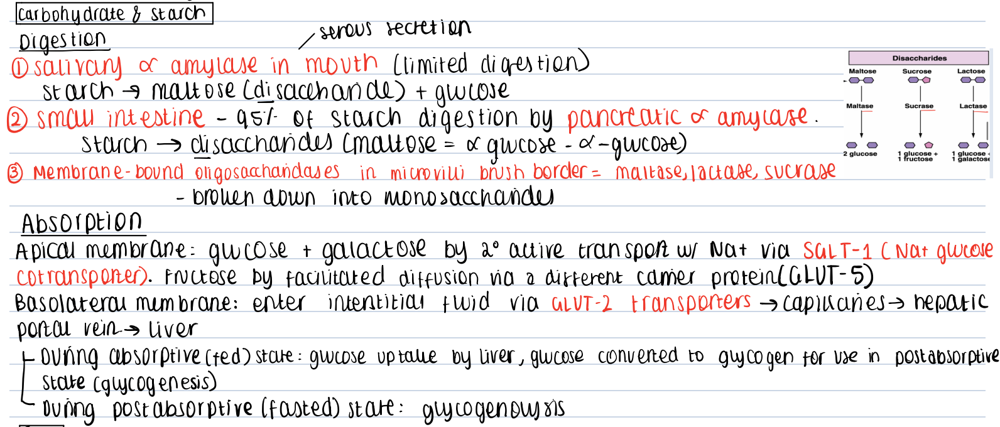 Carbohydrate & starch
Digestion
serous secretion
① salivary α amylase in mouth (limited digestion)
starch → maltose (disaccharide) + glucose
② small intestine - 95% of starch digestion by pancreatic α amylase.
starch → disaccharides (maltose = α glucose - α-glucose)
③ Membrane-bound oligosaccharidases in microvilli brush border = maltase, lactase, sucrase
- broken down into monosaccharides
Disaccharides
Maltose Sucrose Lactose
Maltase Sucrase Lactase
2 glucose 1 glucose + 1 glucose +
1 fructose 1 galactose
Absorption
Apical membrane: glucose + galactose by 2° active transport w/ Na+ via SGLT-1 (Na+ glucose
cotransporter). Fructose by facilitated diffusion via a different carrier protein (GLUT-5)
Basolateral membrane: enter interstitial fluid via GLUT-2 transporters → capillaries → hepatic
portal vein → liver
- During absorptive (fed) state: glucose uptake by liver, glucose converted to glycogen for use in postabsorptive
state (glycogenesis)
- During postabsorptive (fasted) state: glycogenolysis